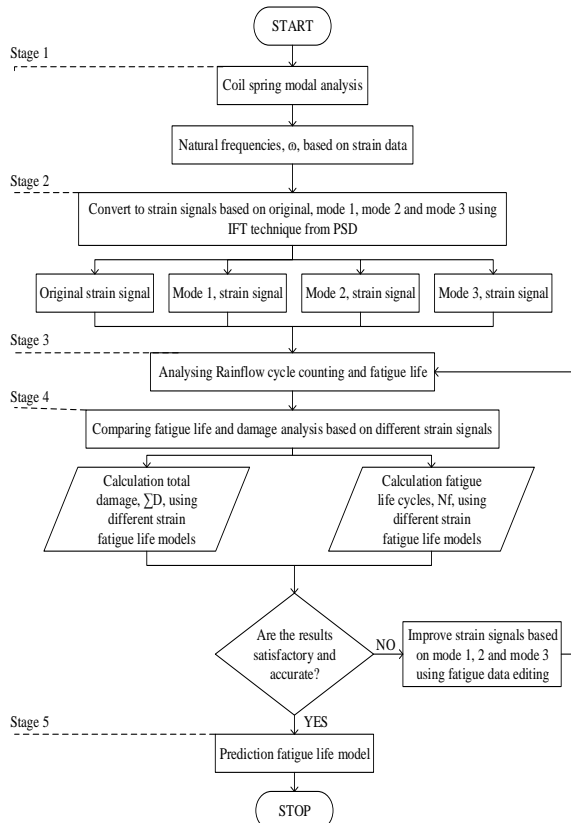 START
Stage 1
Coil spring modal analysis
Natural frequencies, ω, based on strain data
Stage 2
Convert to strain signals based on original, mode 1, mode 2 and mode 3 using
IFT technique from PSD
Original strain signal
Mode 1, strain signal
Mode 2, strain signal
Mode 3, strain signal
Stage 3
Analysing Rainflow cycle counting and fatigue life
Stage 4
Comparing fatigue life and damage analysis based on different strain signals
Calculation total
damage, ∑D, using
different strain
fatigue life models
Calculation fatigue
life cycles, Nf, using
different strain
fatigue life models
Are the results
satisfactory and
accurate?
NO
Improve strain signals based
on mode 1, 2 and mode 3
using fatigue data editing
YES
Stage 5
Prediction fatigue life model
STOP